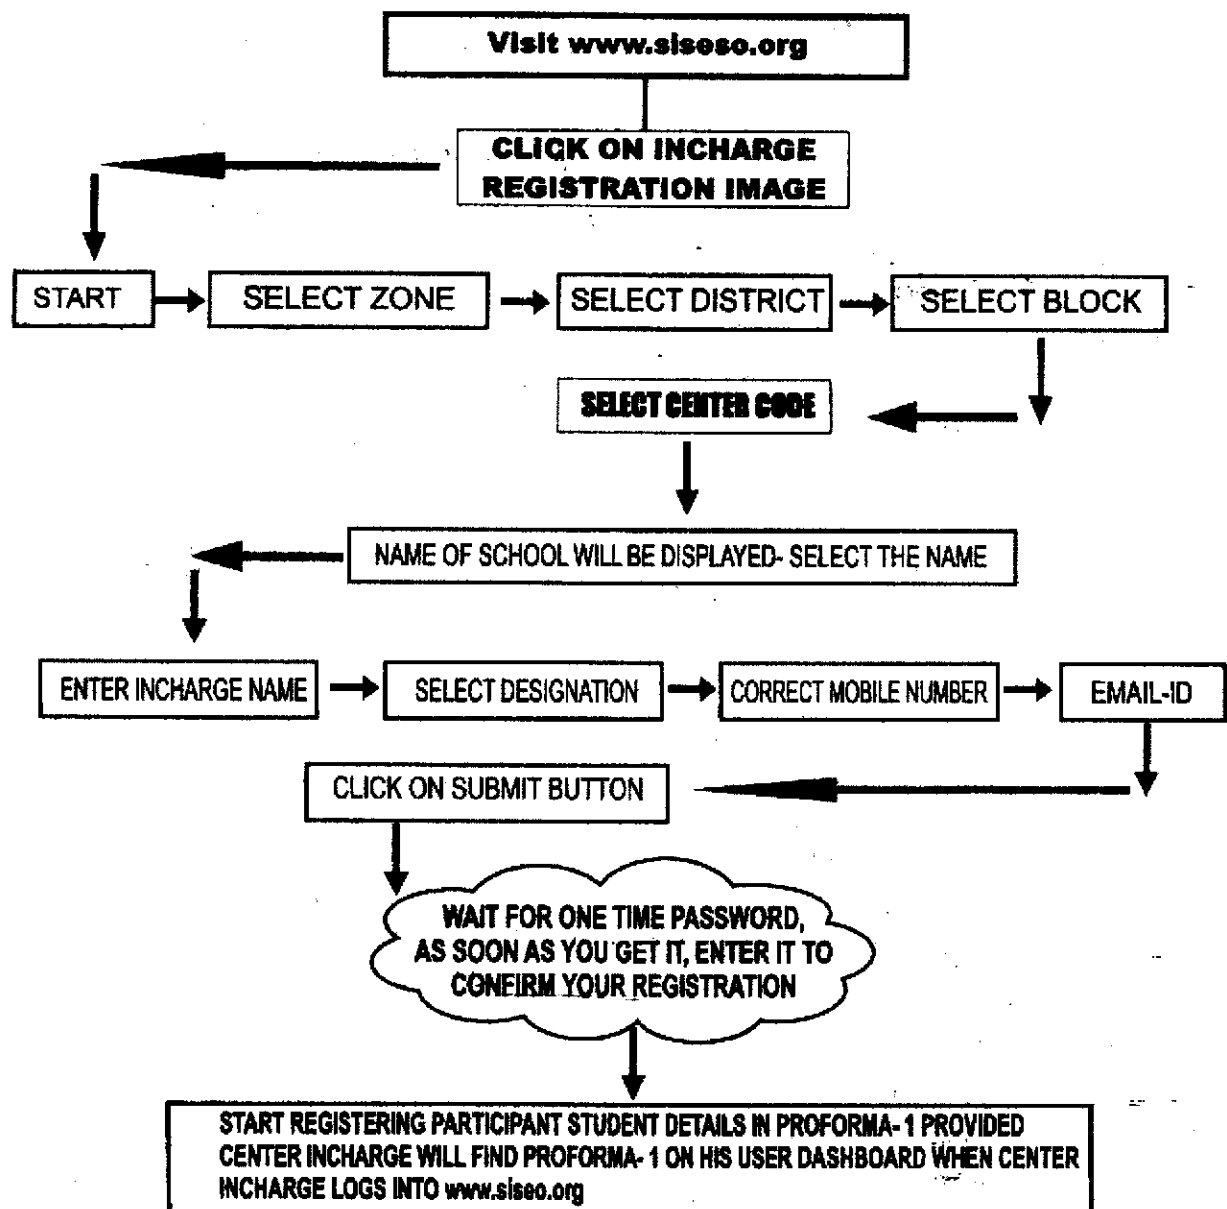 Visit www.siseso.org
CLICK ON INCHARGE
REGISTRATION IMAGE
START
SELECT ZONE
SELECT DISTRICT
SELECT BLOCK
SELECT CENTER CODE
NAME OF SCHOOL WILL BE DISPLAYED- SELECT THE NAME
ENTER INCHARGE NAME
SELECT DESIGNATION
CORRECT MOBILE NUMBER
EMAIL-ID
CLICK ON SUBMIT BUTTON
WAIT FOR ONE TIME PASSWORD,
AS SOON AS YOU GET IT, ENTER IT TO
CONFIRM YOUR REGISTRATION
START REGISTERING PARTICIPANT STUDENT DETAILS IN PROFORMA- 1 PROVIDED
CENTER INCHARGE WILL FIND PROFORMA- 1 ON HIS USER DASHBOARD WHEN CENTER
INCHARGE LOGS INTO www.siseo.org